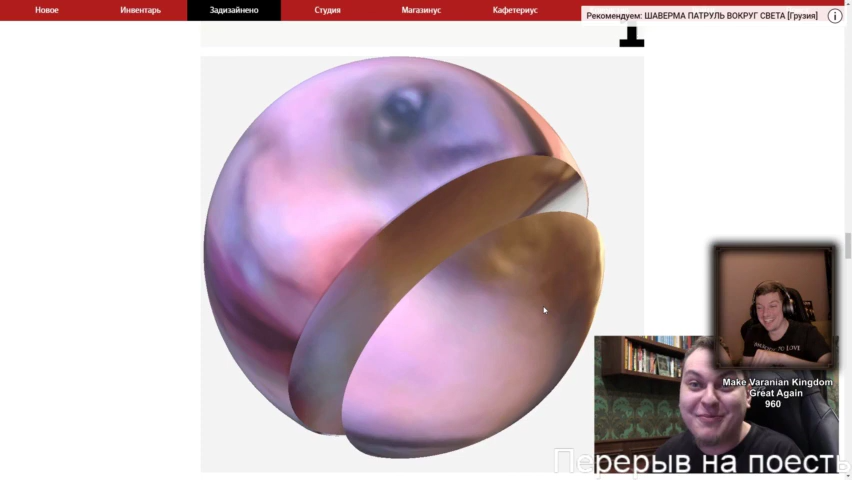 Новое Инвентарь Задизайнено Студия Магазинус Кафетериус
Рекомендуем: ШАВЕРМА ПАТРУЛЬ ВОКРУГ СВЕТА [Грузия]
Make Varanian Kingdom
Great Again
960
Перерыв на поесть